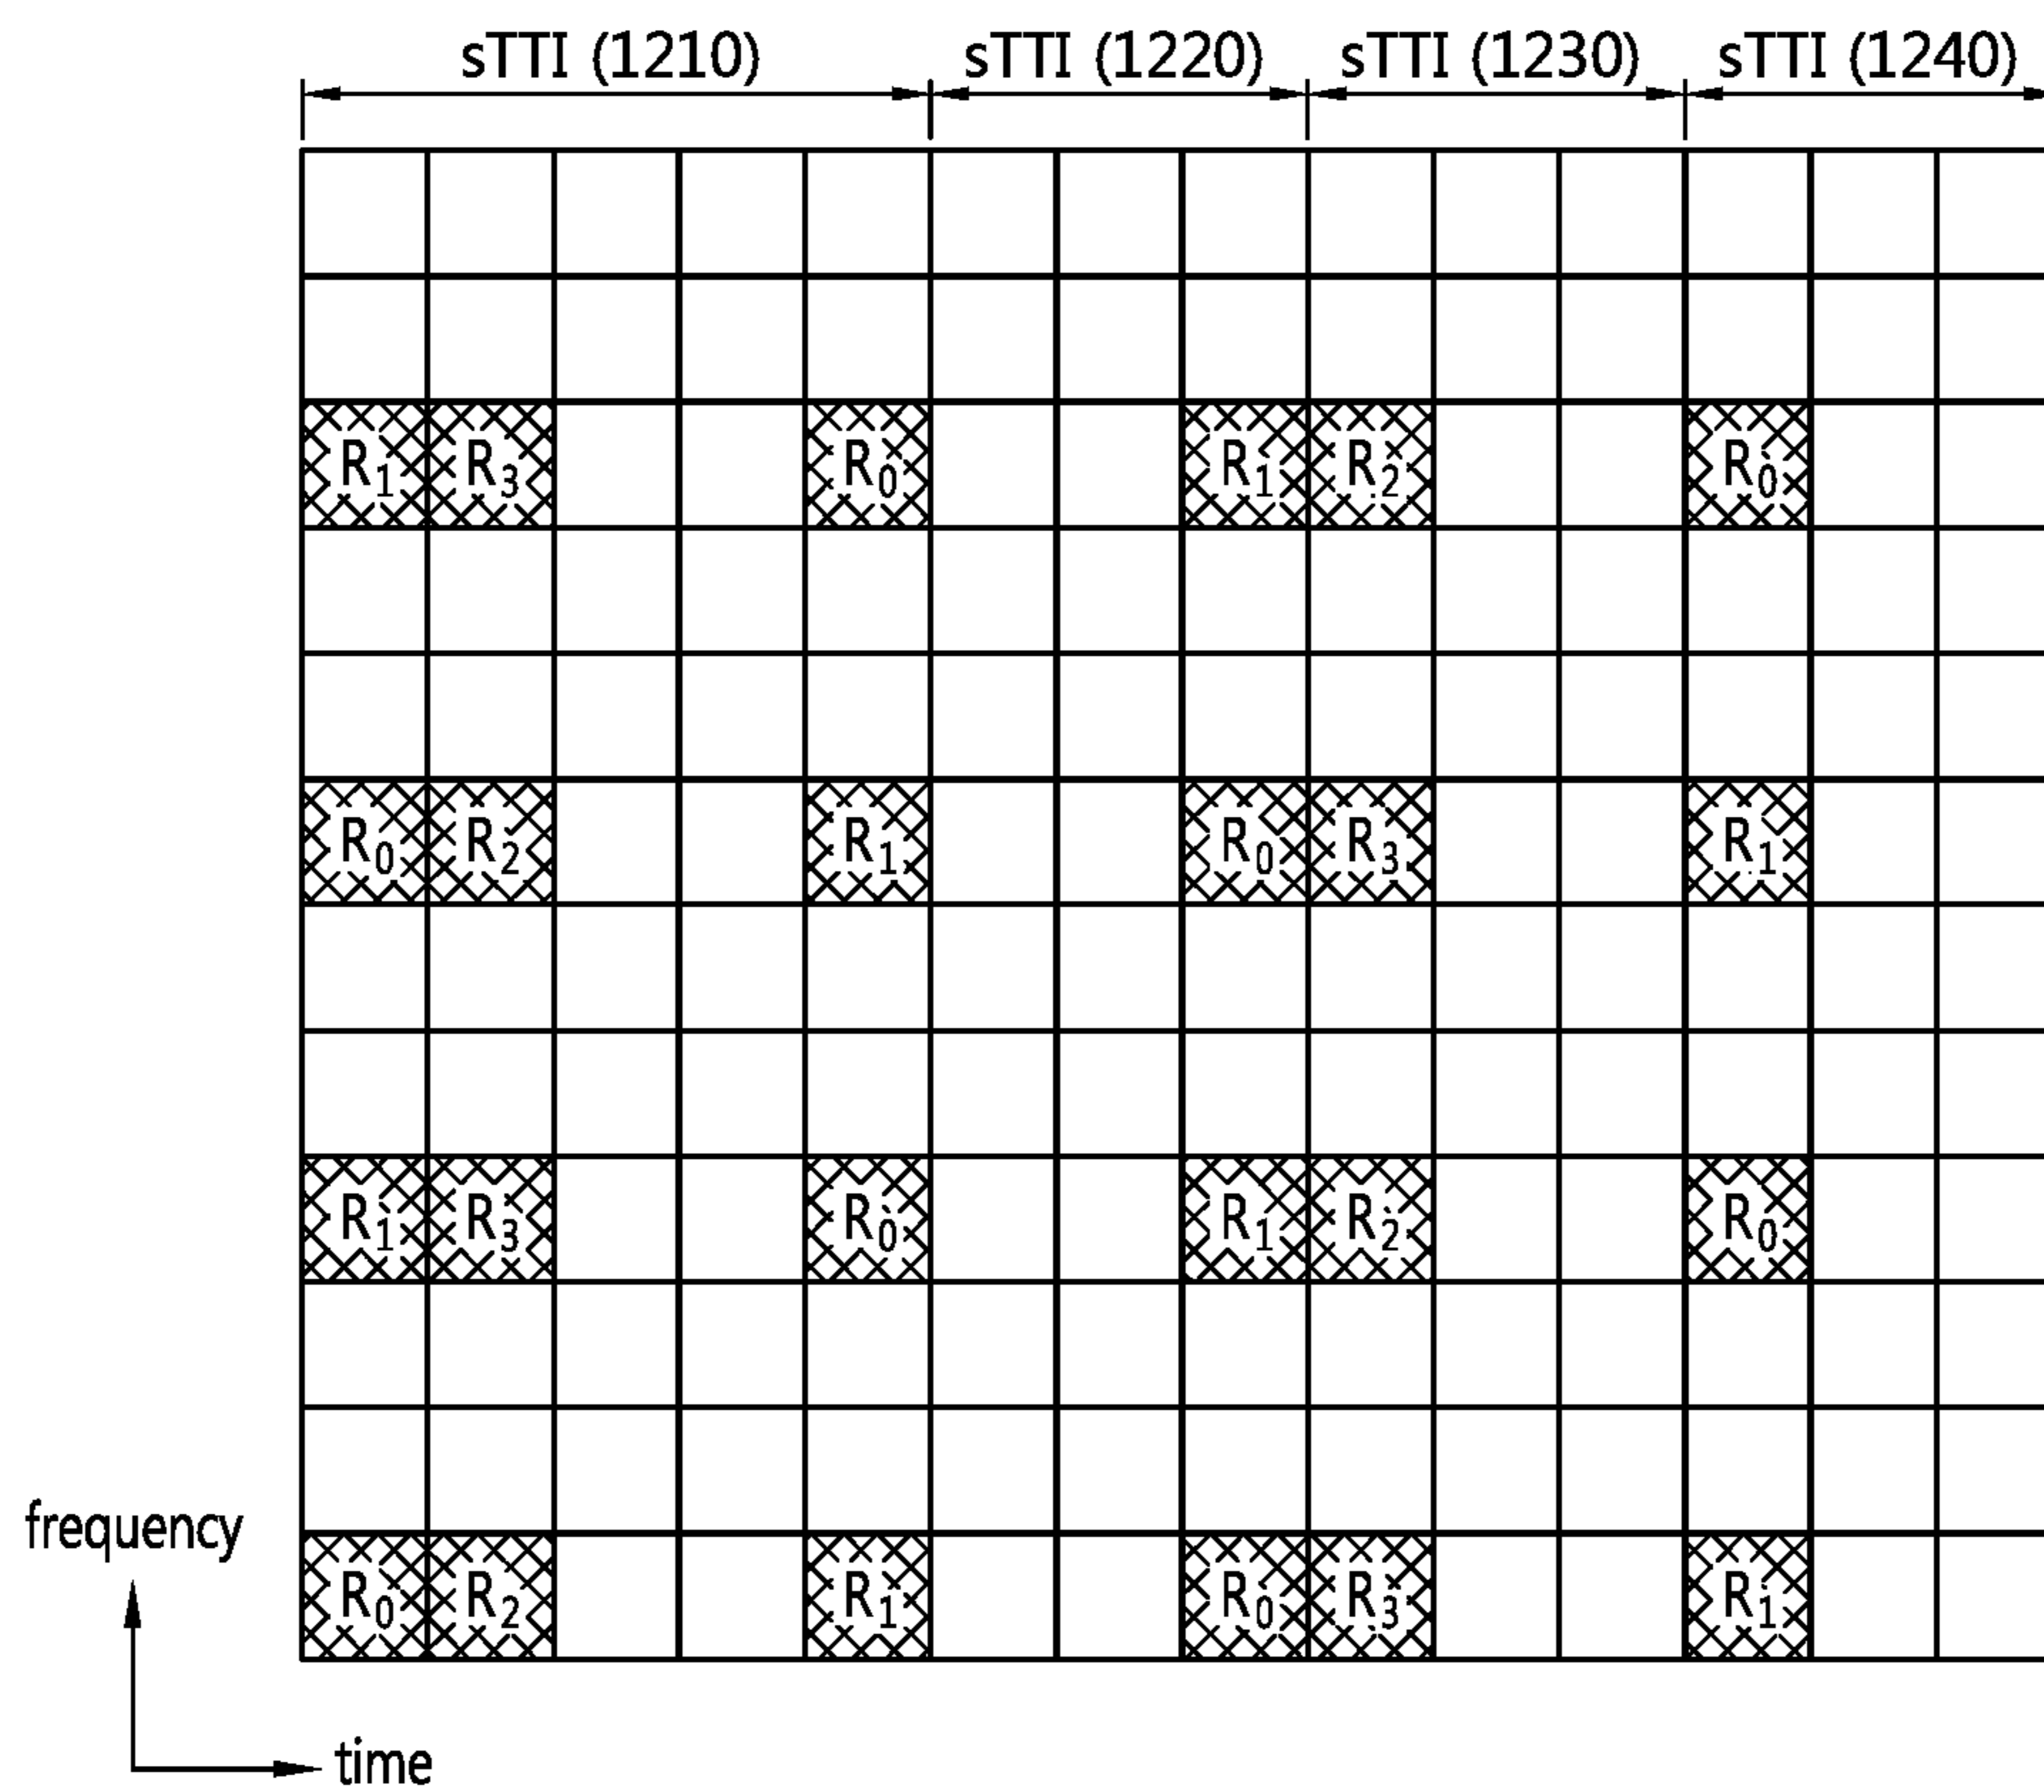 sTTI (1210) sTTI (1220) sTTI (1230) sTTI (1240)
R1 R3 R0 R1 R2 R0
R0 R2 R1 R0 R3 R1
R1 R3 R0 R1 R2 R0
frequency
R0 R2 R1 R0 R3 R1
time